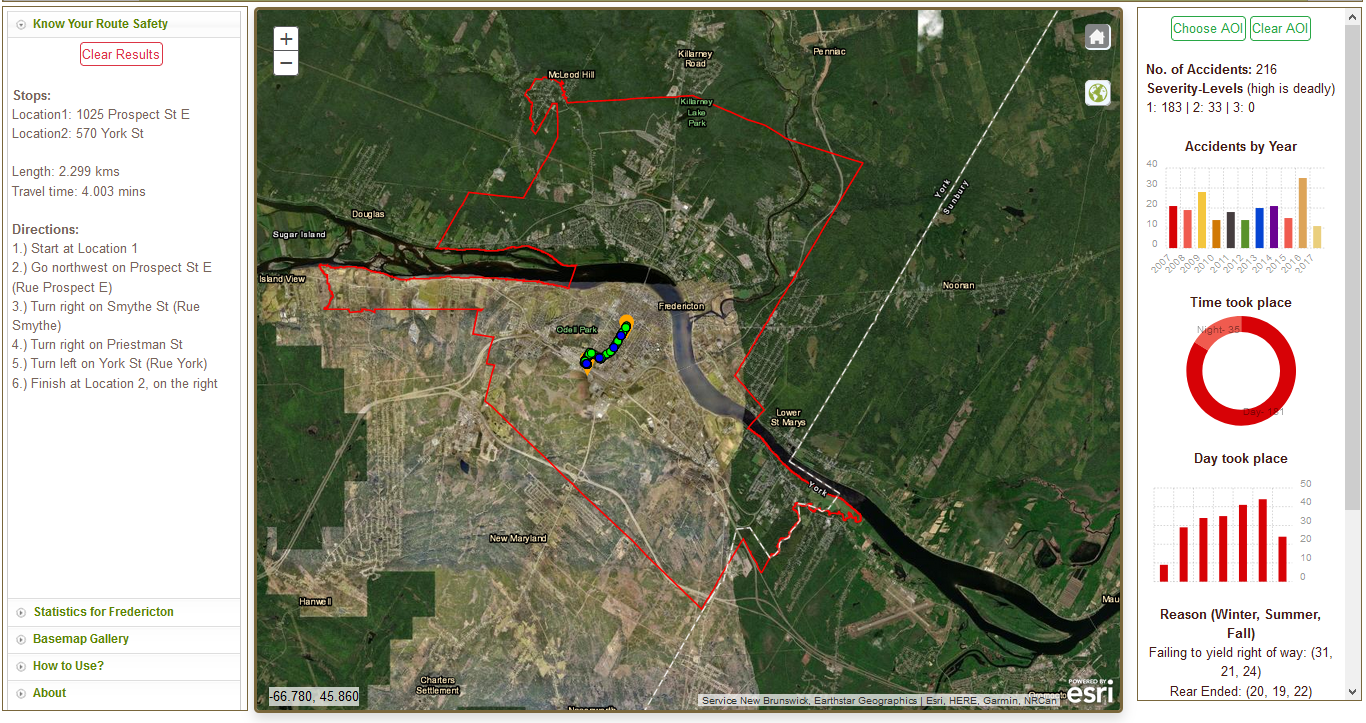 Know Your Route Safety
Clear Results
Stops:
Location1: 1025 Prospect St E
Location2: 570 York St
Length: 2.299 kms
Travel time: 4.003 mins
Directions:
1.) Start at Location 1
2.) Go northwest on Prospect St E
(Rue Prospect E)
3.) Turn right on Smythe St (Rue
Smythe)
4.) Turn right on Priestman St
5.) Turn left on York St (Rue York)
6.) Finish at Location 2, on the right
Statistics for Fredericton
Basemap Gallery
How to Use?
About
+
−
Killarney
Road
Penniac
McLeod Hill
Killarney
Lake
Park
York
Sunbury
Douglas
Sugar Island
Island View
Noonan
Fredericton
Odell Park
Lower
St Marys
York
New Maryland
Hanwell
Mau
Charters
Settlement
-66.780, 45.860
POWERED BY
esri
Service New Brunswick, Earthstar Geographics | Esri, HERE, Garmin, NRCan
Choose AOI Clear AOI
No. of Accidents: 216
Severity-Levels (high is deadly)
1: 183 | 2: 33 | 3: 0
Accidents by Year
40
30
20
10
0
2007 2008 2009 2010 2011 2012 2013 2014 2015 2016 2017
Time took place
Night- 35
Day- 181
Day took place
50
40
30
20
10
0
Reason (Winter, Summer,
Fall)
Failing to yield right of way: (31,
21, 24)
Rear Ended: (20, 19, 22)